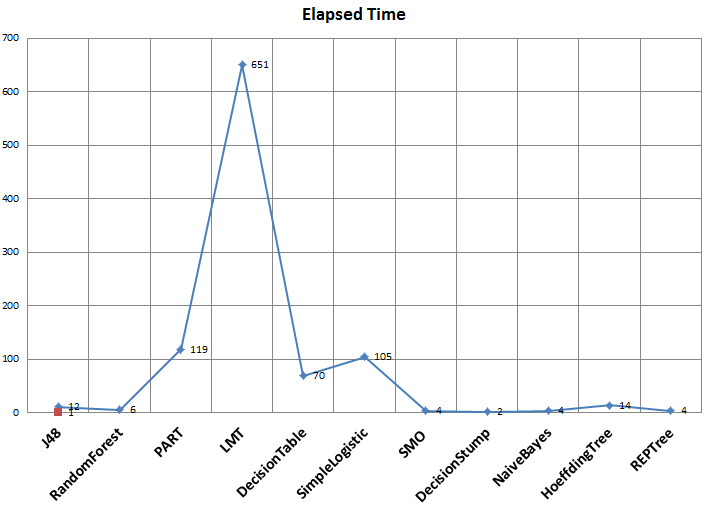 Elapsed Time
700
600
500
400
300
200
100
0
651
119
105
70
12
1
6
4
2
4
14
4
J48
RandomForest
PART
LMT
DecisionTable
SimpleLogistic
SMO
DecisionStump
NaiveBayes
HoeffdingTree
REPTree